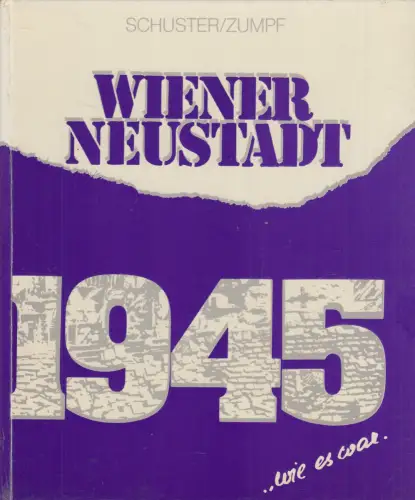 SCHUSTER/ZUMPF
WIENER
NEUSTADT
1945
..wie es war.